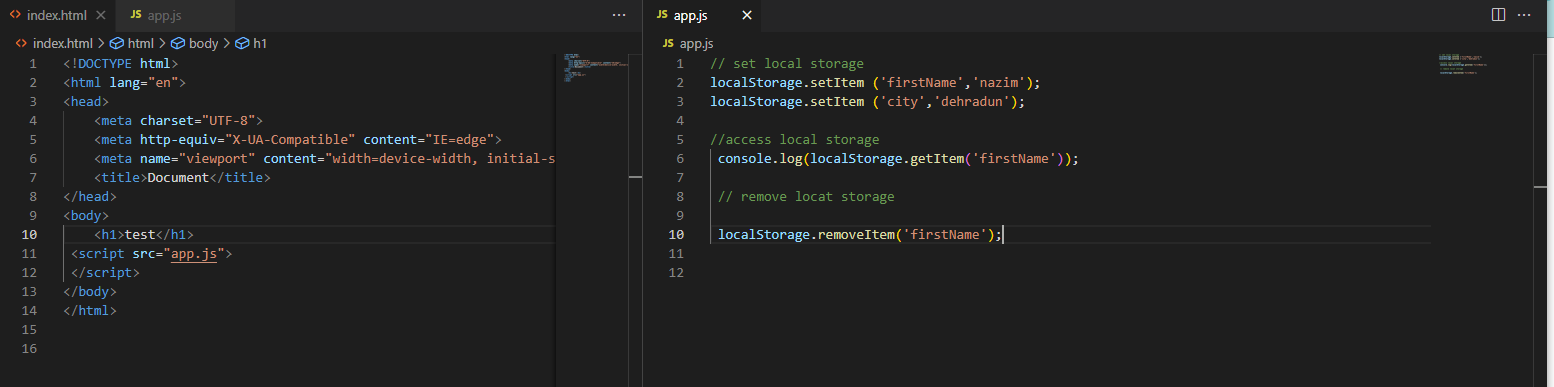 index.html
JS app.js
...
index.html > html > body > h1
1 <!DOCTYPE html>
2 <html lang="en">
3 <head>
4 <meta charset="UTF-8">
5 <meta http-equiv="X-UA-Compatible" content="IE=edge">
6 <meta name="viewport" content="width=device-width, initial-s
7 <title>Document</title>
8 </head>
9 <body>
10 <h1>test</h1>
11 <script src="app.js">
12 </script>
13 </body>
14 </html>
15
16
JS app.js
...
JS app.js
1 // set local storage
2 localStorage.setItem ('firstName','nazim');
3 localStorage.setItem ('city','dehradun');
4
5 //access local storage
6 console.log(localStorage.getItem('firstName'));
7
8 // remove locat storage
9
10 localStorage.removeItem('firstName');
11
12